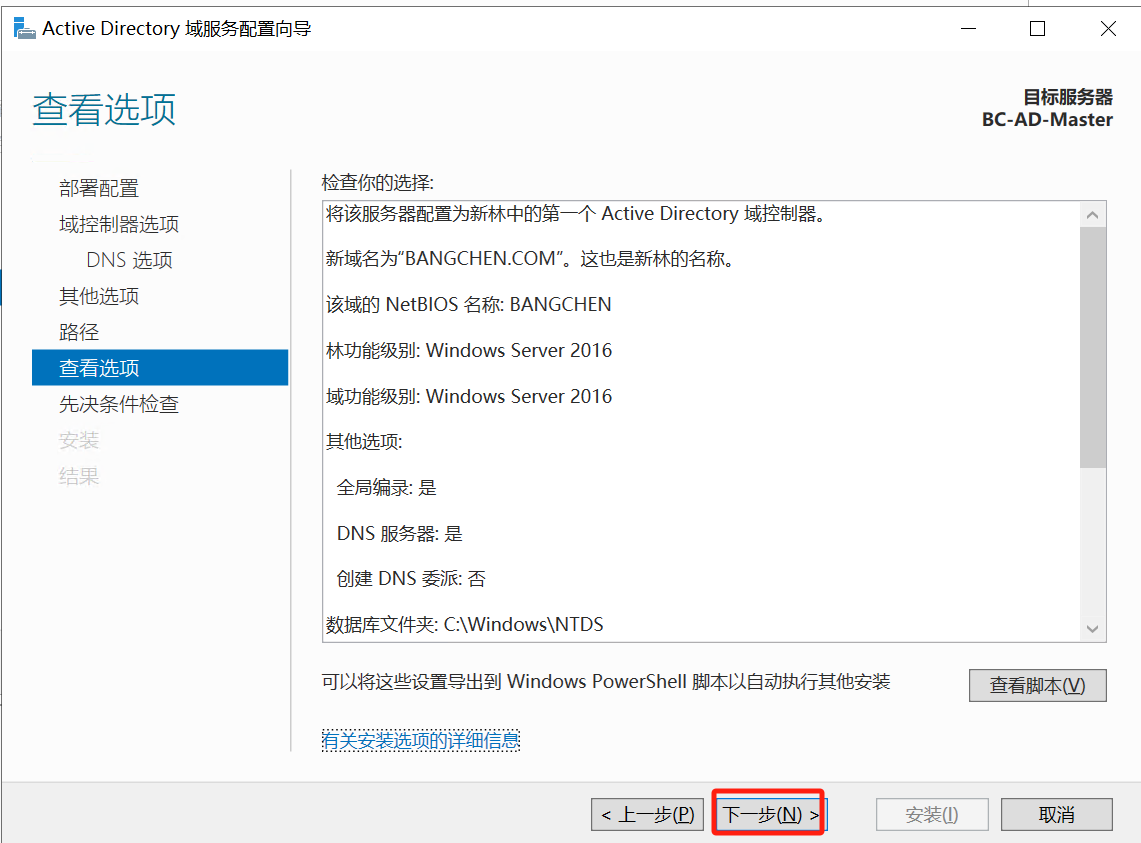 Active Directory 域服务配置向导
查看选项
目标服务器
BC-AD-Master
部署配置
域控制器选项
DNS 选项
其他选项
路径
查看选项
先决条件检查
安装
结果
检查你的选择:
将该服务器配置为新林中的第一个 Active Directory 域控制器。
新域名为“BANGCHEN.COM”。这也是新林的名称。
该域的 NetBIOS 名称: BANGCHEN
林功能级别: Windows Server 2016
域功能级别: Windows Server 2016
其他选项:
全局编录: 是
DNS 服务器: 是
创建 DNS 委派: 否
数据库文件夹: C:\Windows\NTDS
可以将这些设置导出到 Windows PowerShell 脚本以自动执行其他安装
查看脚本(V)
有关安装选项的详细信息
< 上一步(P)
下一步(N) >
安装(I)
取消